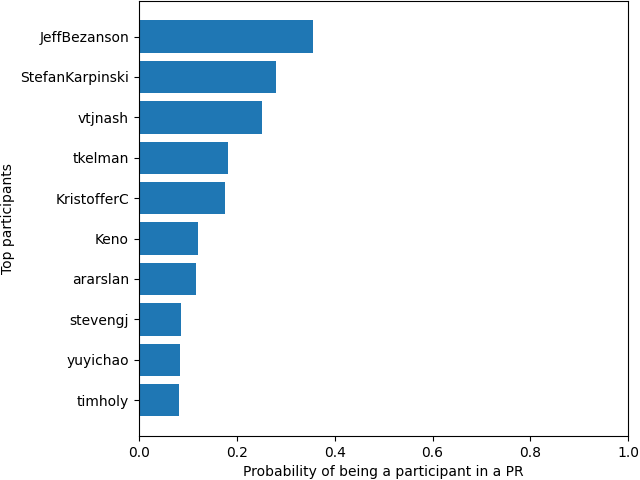 JeffBezanson
StefanKarpinski
vtjnash
tkelman
KristofferC
Keno
ararslan
stevengj
yuyichao
timholy
Top participants
0.0 0.2 0.4 0.6 0.8 1.0
Probability of being a participant in a PR